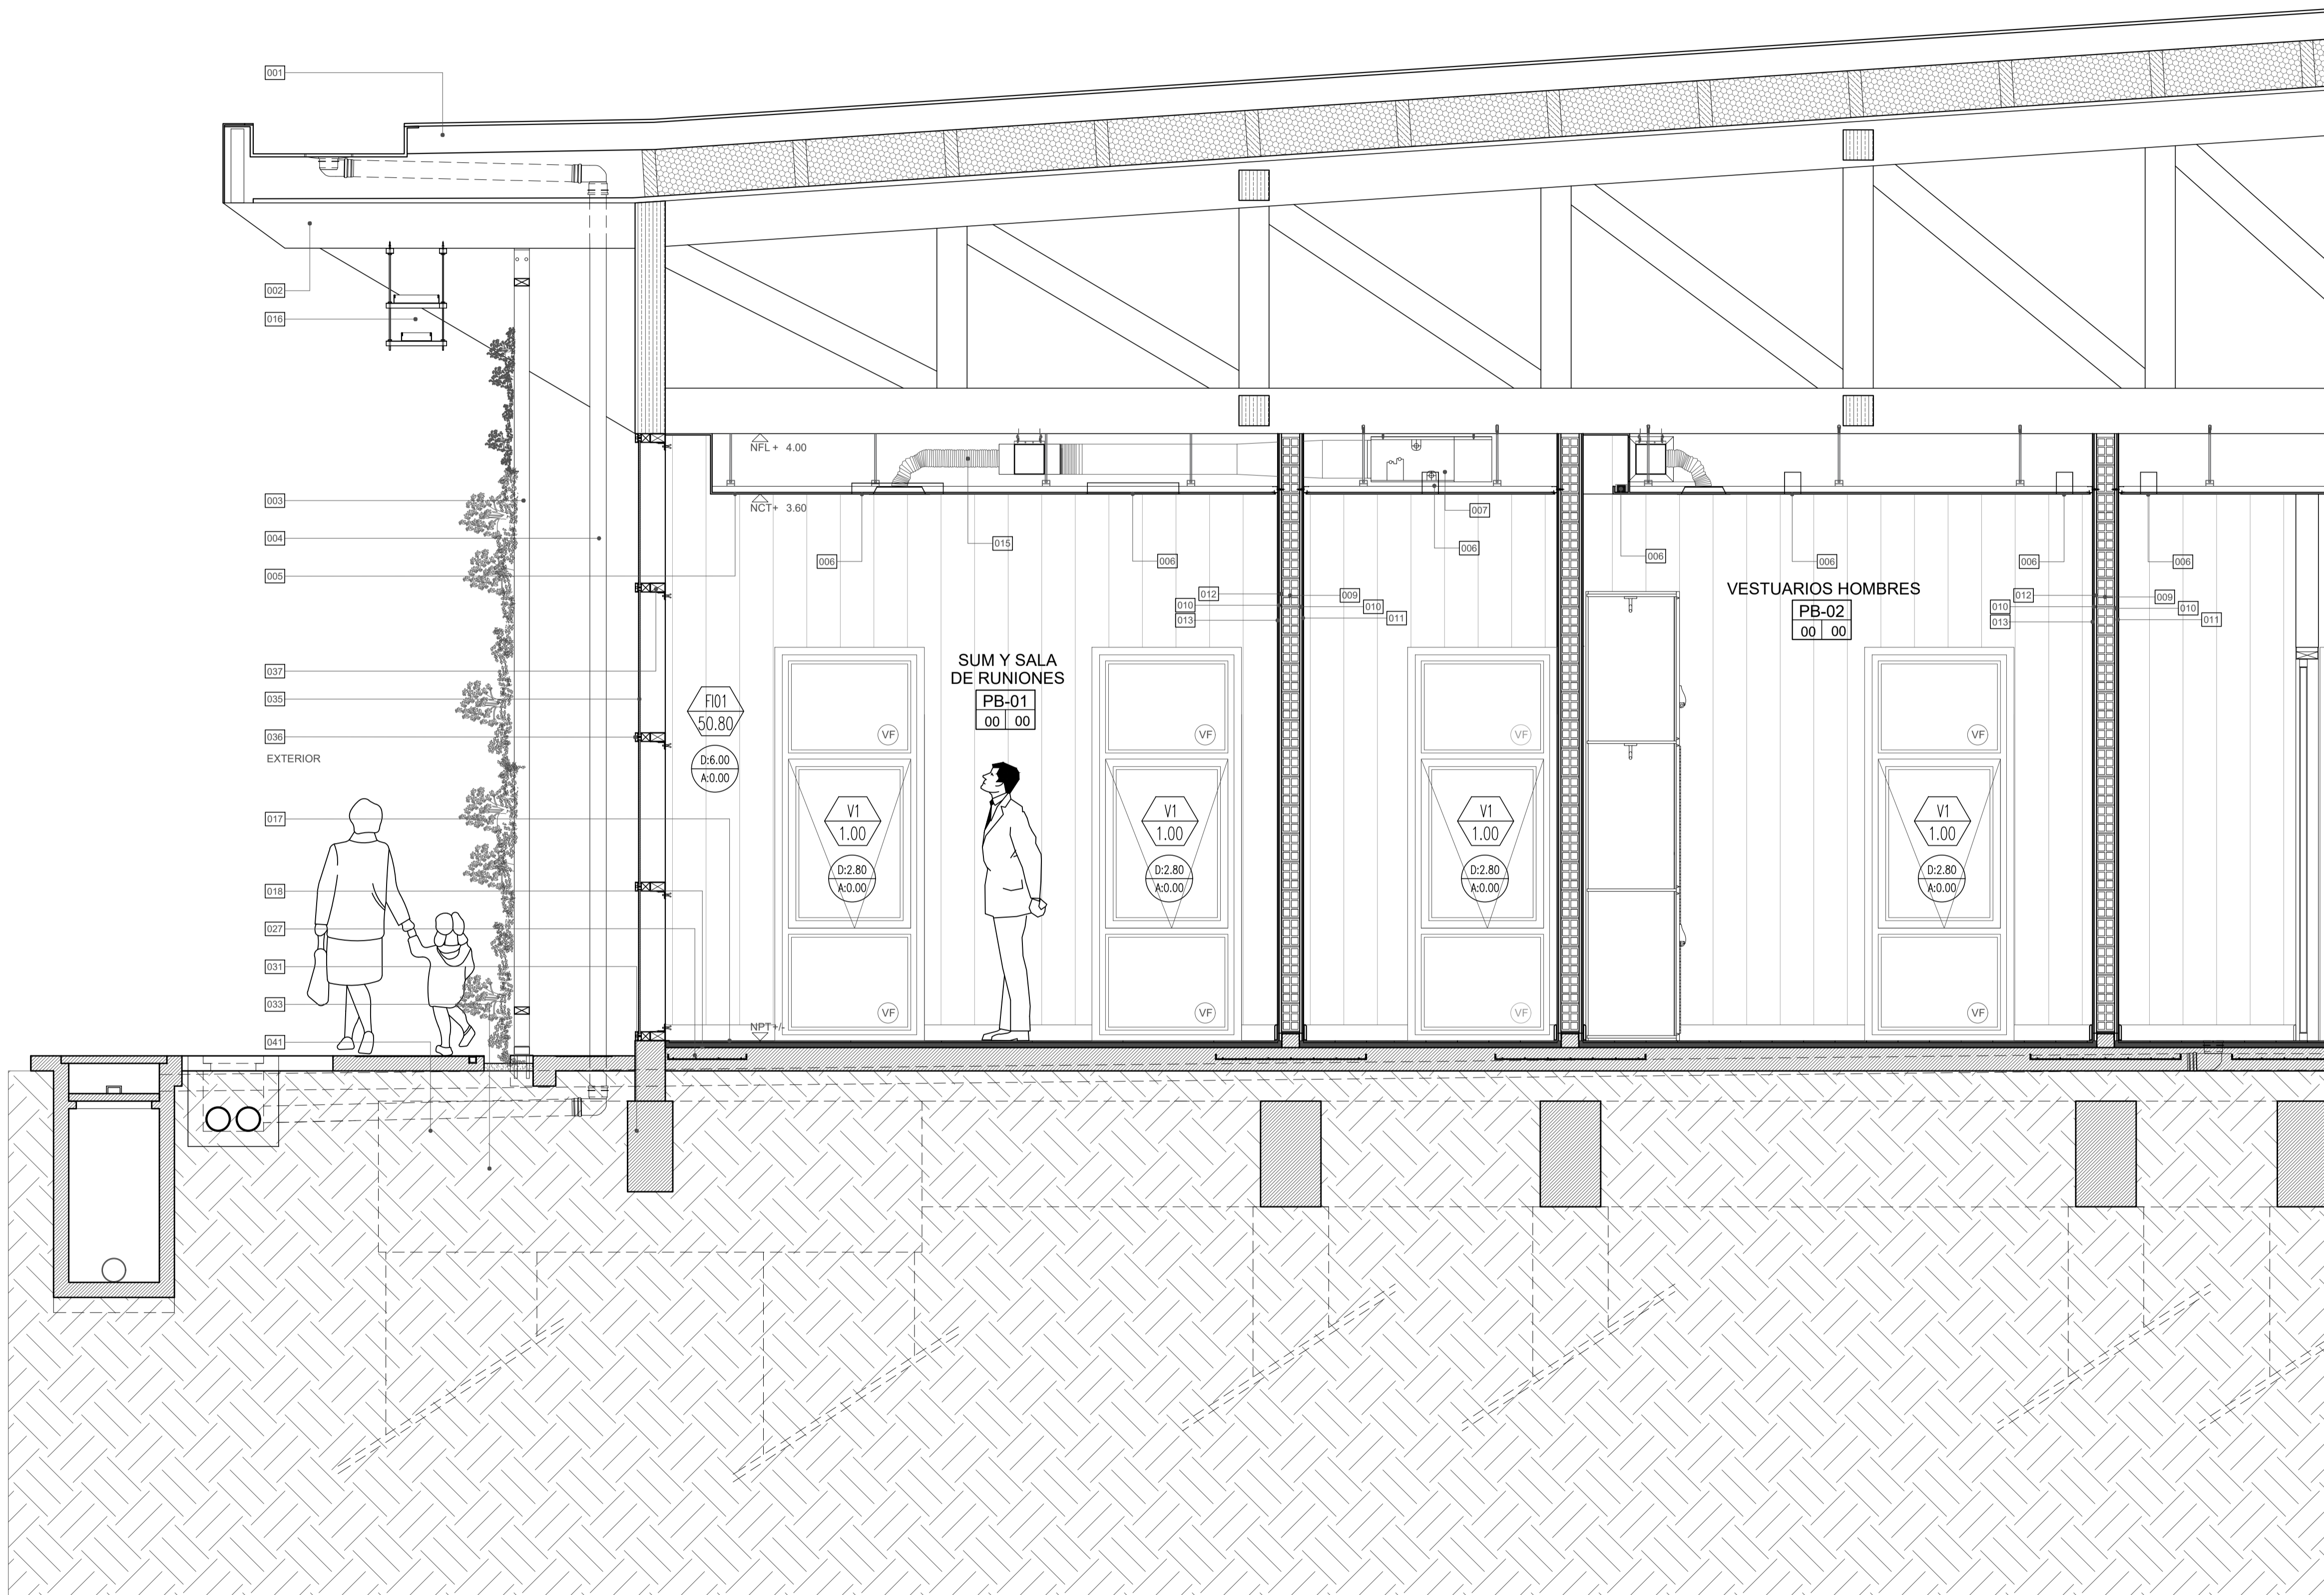 001
002
016
NFL + 4.00
003
NCT + 3.60
007
004
015
006
006
006
006
006
006
006
005
VESTUARIOS HOMBRES
PB-02
00 00
012
009
010
010
013
011
012
009
010
010
013
011
037
SUM Y SALA
DE RUNIONES
PB-01
00 00
035
FI01
50.80
036
VF
VF
VF
VF
EXTERIOR
D:6.00
A:0.00
017
V1
1.00
V1
1.00
V1
1.00
V1
1.00
018
D:2.80
A:0.00
D:2.80
A:0.00
D:2.80
A:0.00
D:2.80
A:0.00
027
031
033
VF
VF
VF
VF
NPT +/-
041